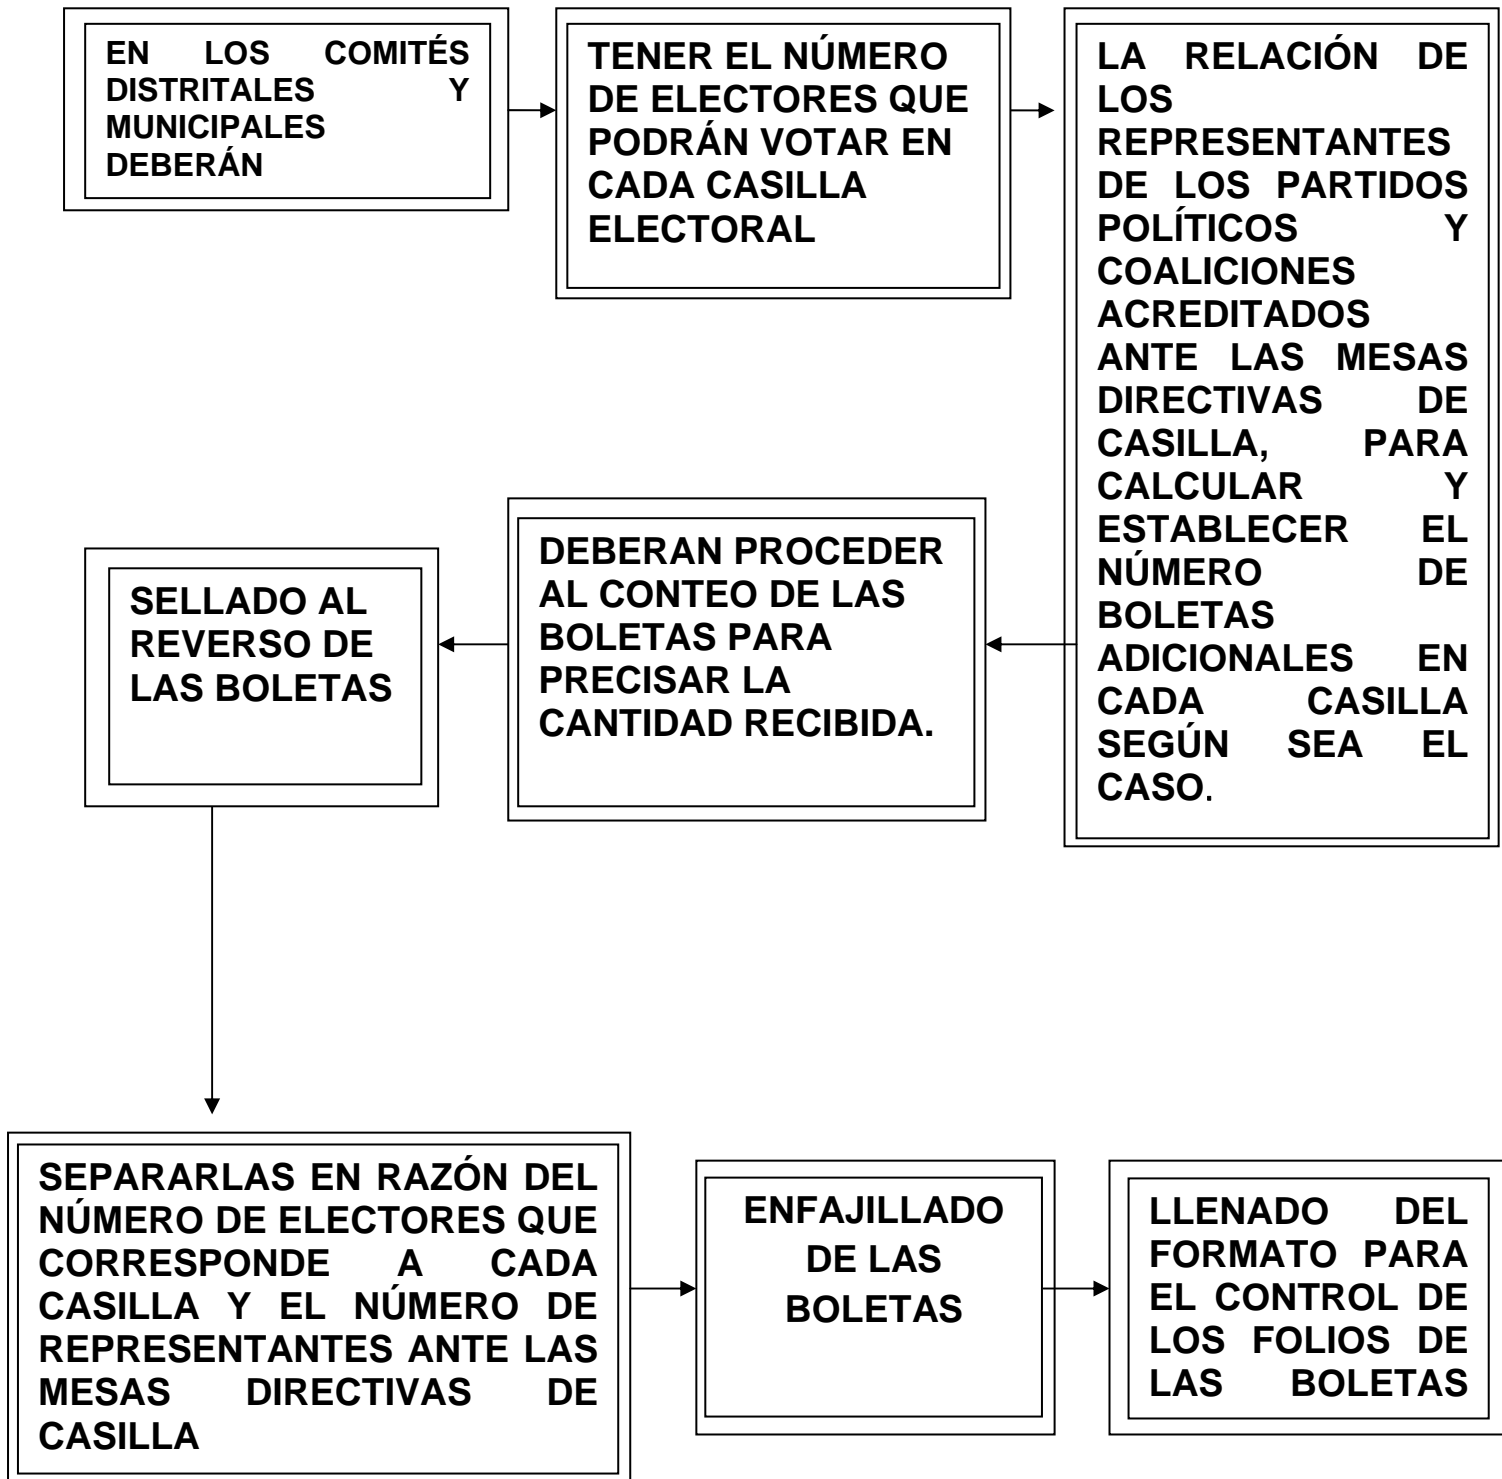 EN LOS COMITÉS
DISTRITALES Y
MUNICIPALES
DEBERÁN
TENER EL NÚMERO
DE ELECTORES QUE
PODRÁN VOTAR EN
CADA CASILLA
ELECTORAL
LA RELACIÓN DE
LOS
REPRESENTANTES
DE LOS PARTIDOS
POLÍTICOS Y
COALICIONES
ACREDITADOS
ANTE LAS MESAS
DIRECTIVAS DE
CASILLA, PARA
CALCULAR Y
ESTABLECER EL
NÚMERO DE
BOLETAS
ADICIONALES EN
CADA CASILLA
SEGÚN SEA EL
CASO.
DEBERAN PROCEDER
AL CONTEO DE LAS
BOLETAS PARA
PRECISAR LA
CANTIDAD RECIBIDA.
SELLADO AL
REVERSO DE
LAS BOLETAS
SEPARARLAS EN RAZÓN DEL
NÚMERO DE ELECTORES QUE
CORRESPONDE A CADA
CASILLA Y EL NÚMERO DE
REPRESENTANTES ANTE LAS
MESAS DIRECTIVAS DE
CASILLA
ENFAJILLADO
DE LAS
BOLETAS
LLENADO DEL
FORMATO PARA
EL CONTROL DE
LOS FOLIOS DE
LAS BOLETAS